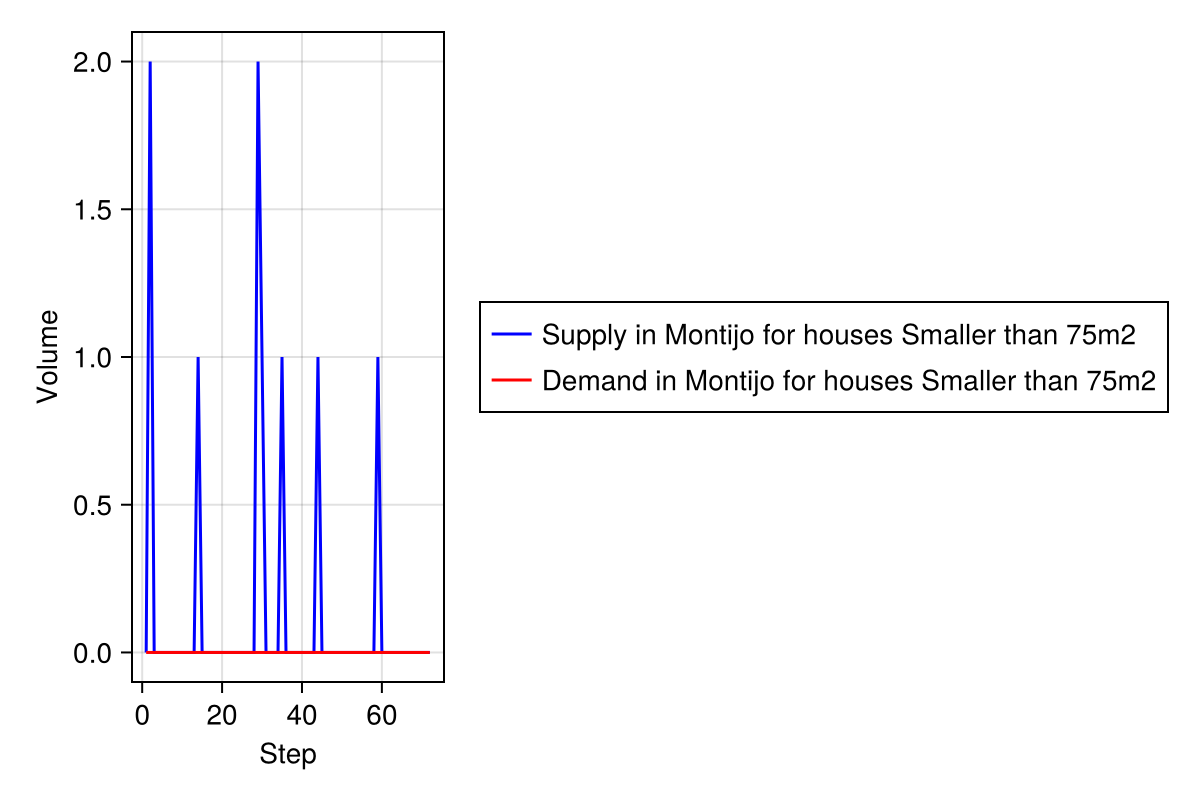 2.0
1.5
1.0
0.5
0.0
Volume
0 20 40 60
Step
Supply in Montijo for houses Smaller than 75m2
Demand in Montijo for houses Smaller than 75m2